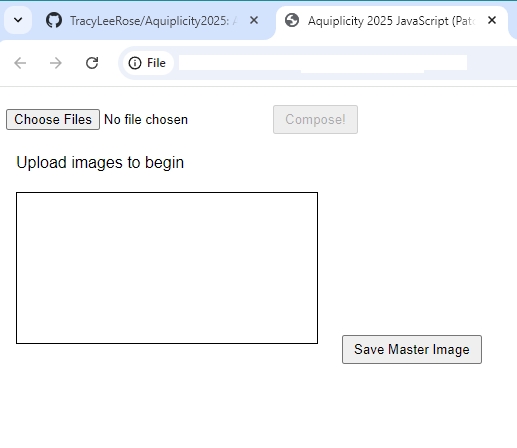 TracyLeeRose/Aquiplicity2025: A
Aquiplicity 2025 JavaScript (Pat
File
Choose Files No file chosen Compose!
Upload images to begin
Save Master Image